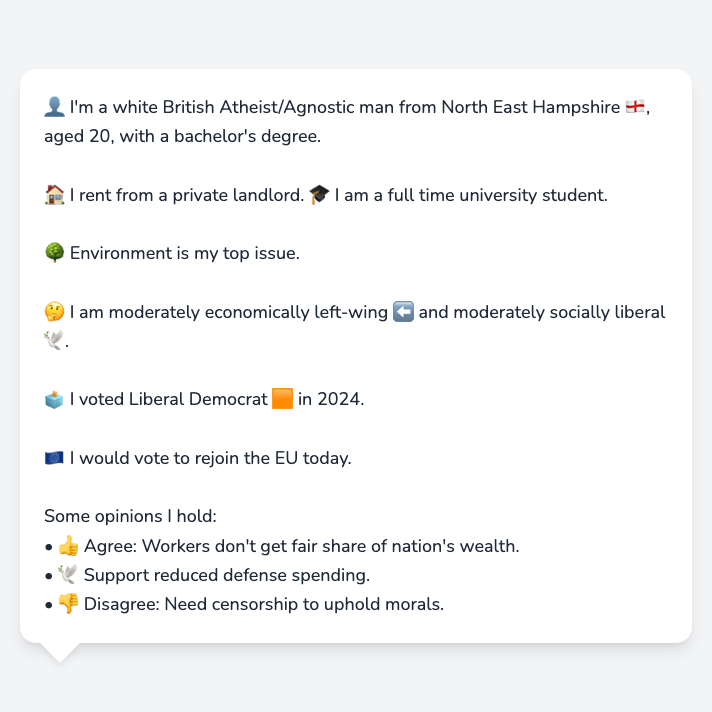 👤 I'm a white British Atheist/Agnostic man from North East Hampshire 🏴󠁧󠁢󠁥󠁮󠁧󠁿,
aged 20, with a bachelor's degree.
🏠 I rent from a private landlord. 🎓 I am a full time university student.
🌳 Environment is my top issue.
🤔 I am moderately economically left-wing ⬅️ and moderately socially liberal
🕊️.
🗳️ I voted Liberal Democrat 🟧 in 2024.
🇪🇺 I would vote to rejoin the EU today.
Some opinions I hold:
• 👍 Agree: Workers don't get fair share of nation's wealth.
• 🕊️ Support reduced defense spending.
• 👎 Disagree: Need censorship to uphold morals.